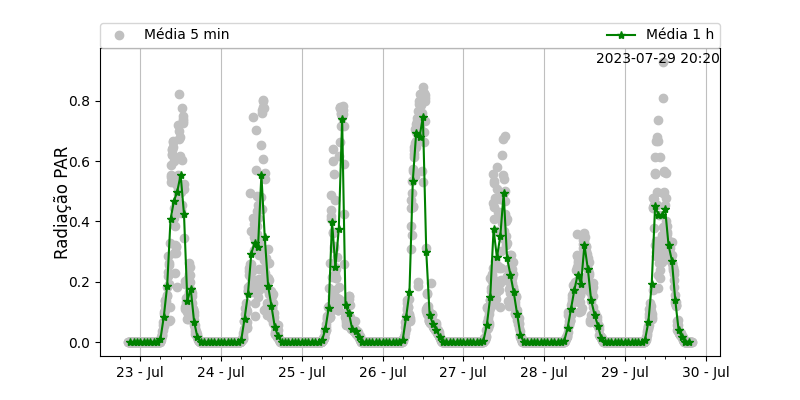 Média 5 min
Média 1 h
2023-07-29 20:20
Radiação PAR
0.8
0.6
0.4
0.2
0.0
23 - Jul
24 - Jul
25 - Jul
26 - Jul
27 - Jul
28 - Jul
29 - Jul
30 - Jul